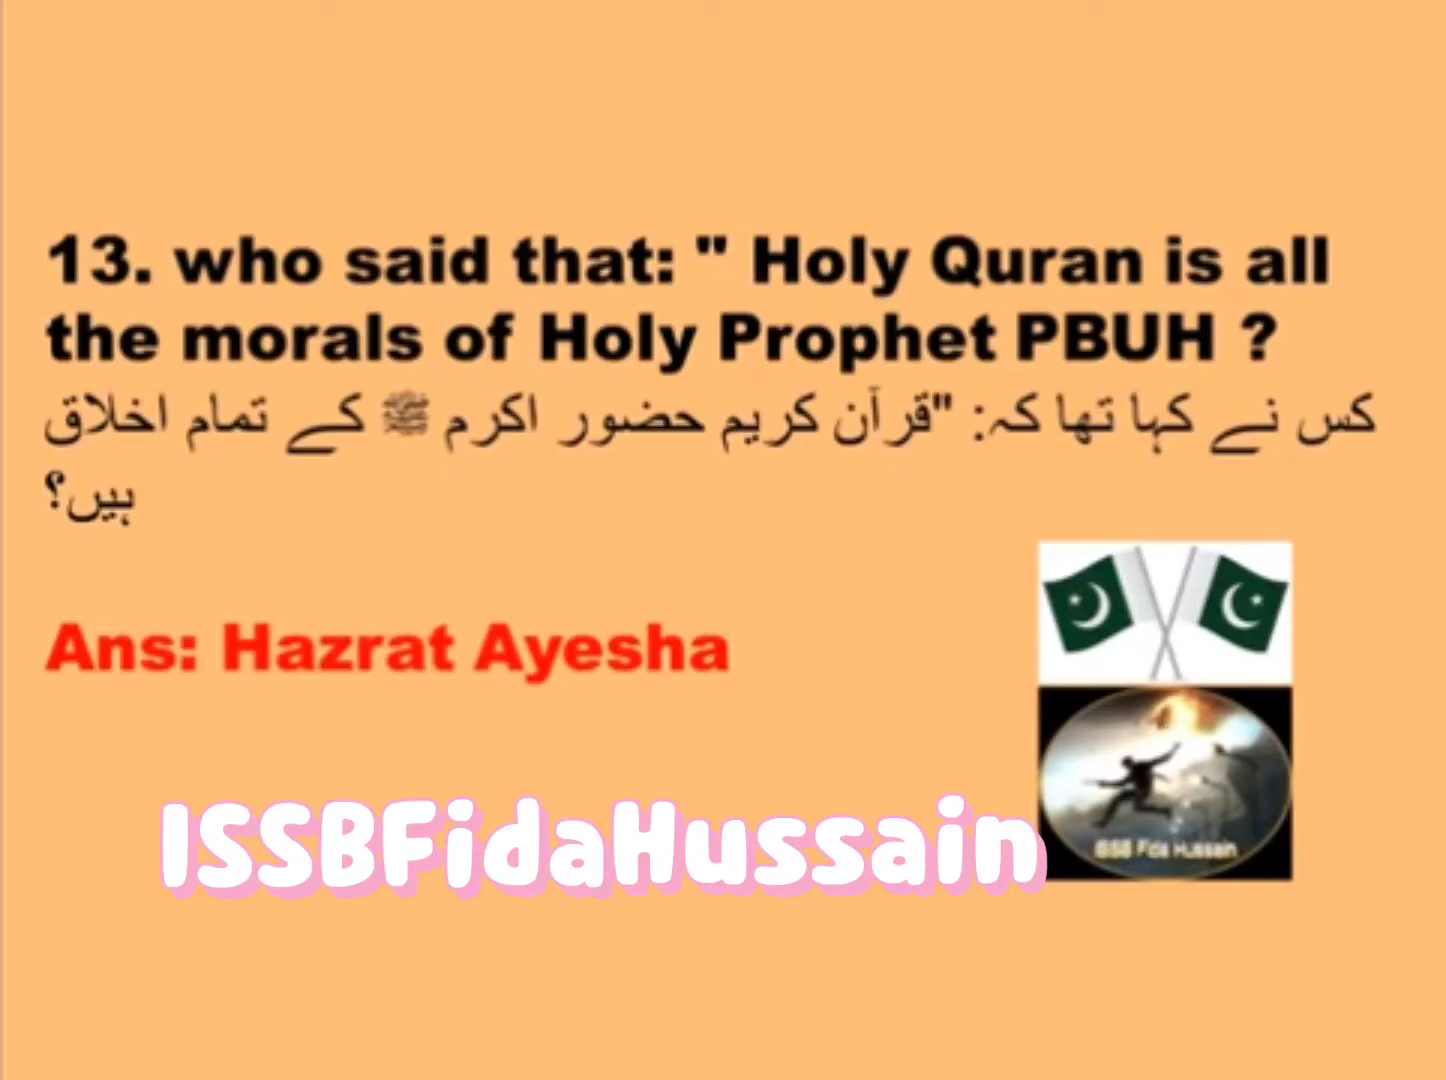 13. who said that: " Holy Quran is all
the morals of Holy Prophet PBUH ?
کس نے کہا تھا کہ: "قرآن کریم حضور اکرم ﷺ کے تمام اخلاق
ہیں؟
Ans: Hazrat Ayesha
ISSBFidaHussain
ISSB Fida Hussain